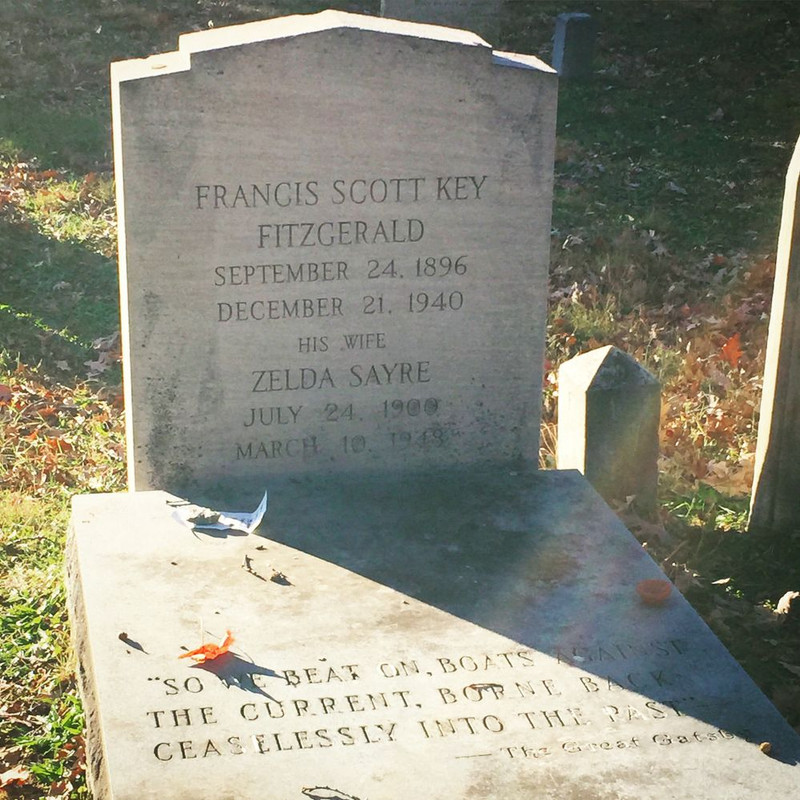 FRANCIS SCOTT KEY
FITZGERALD
SEPTEMBER 24, 1896
DECEMBER 21, 1940
HIS WIFE
ZELDA SAYRE
JULY 24, 1900
MARCH 10, 1948
"SO WE BEAT ON, BOATS AGAINST
THE CURRENT, BORNE BACK
CEASELESSLY INTO THE PAST"
— The Great Gatsby